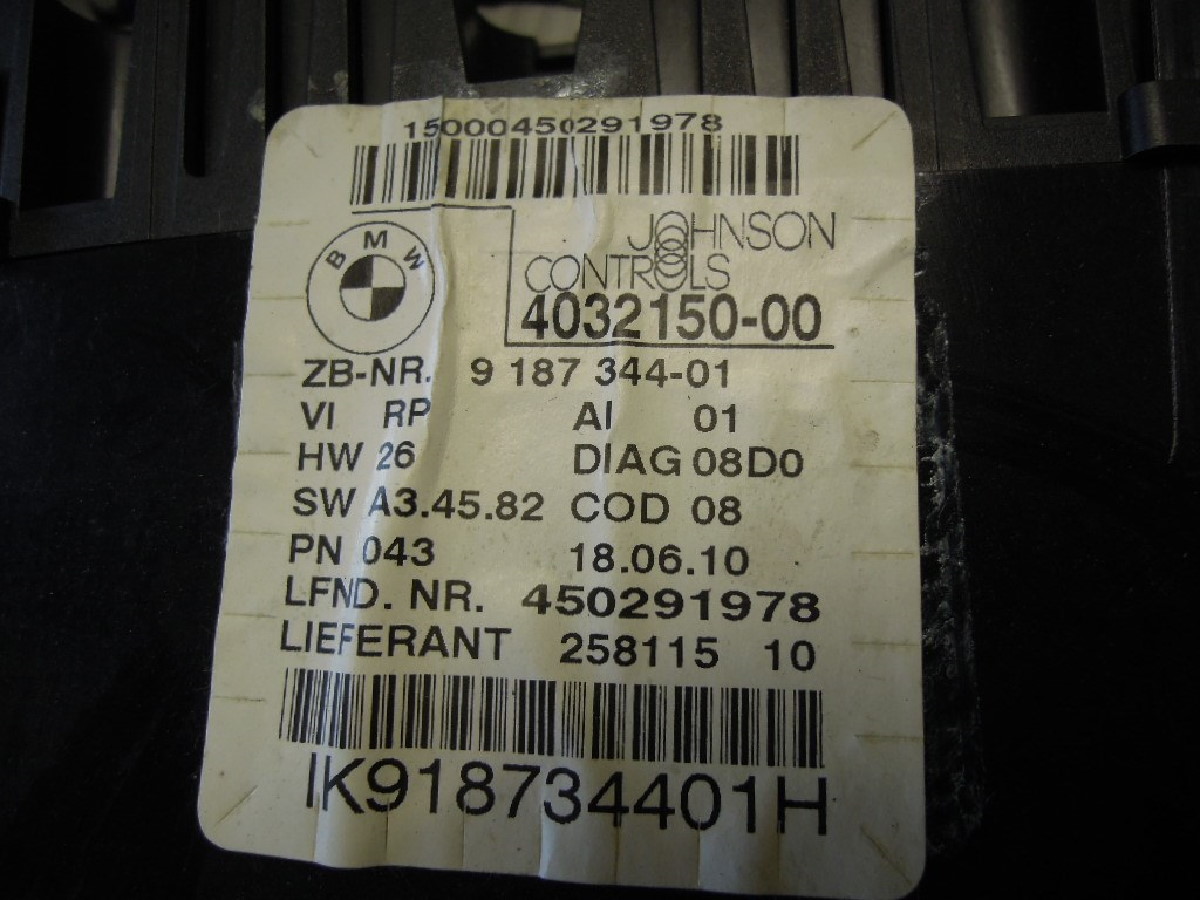 15000450291978
BMW
JOHNSON
CONTROLS
4032150-00
ZB-NR. 9 187 344-01
VI RP AI 01
HW 26 DIAG 08D0
SW A3.45.82 COD 08
PN 043 18.06.10
LFND. NR. 450291978
LIEFERANT 258115 10
IK918734401H